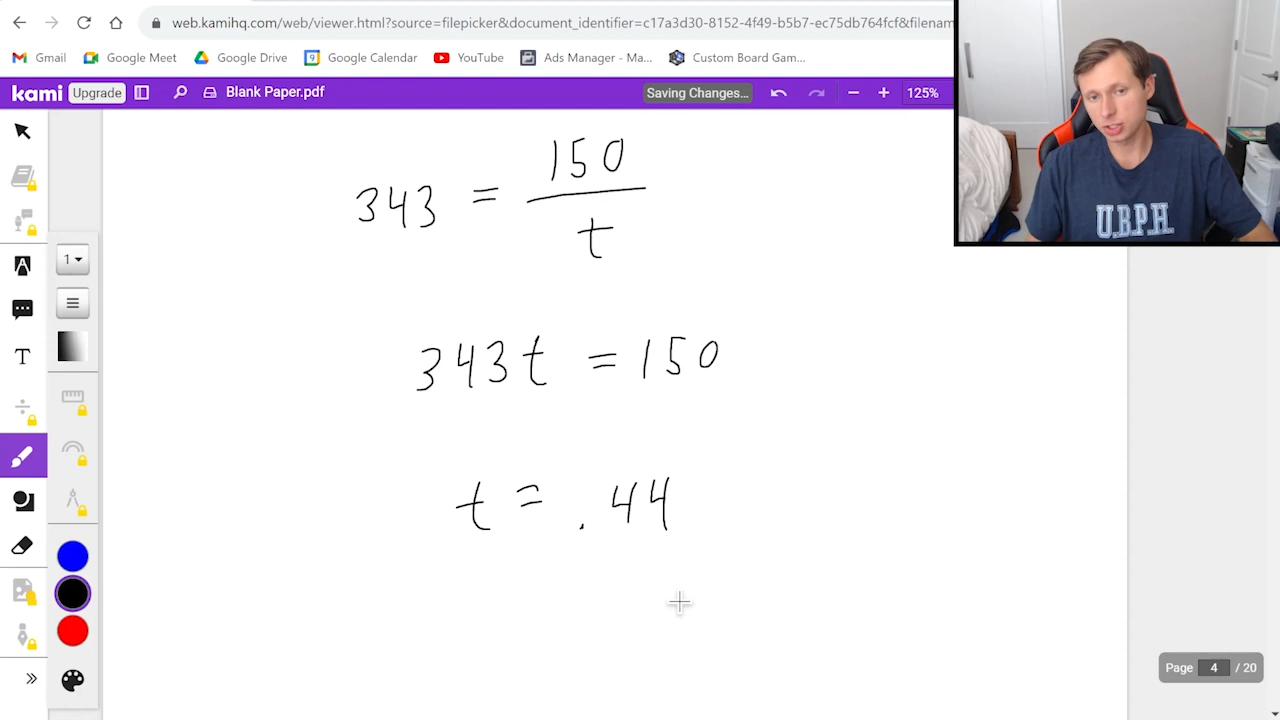 web.kamihq.com/web/viewer.html?source=filepicker&document_identifier=c17a3d30-8152-4f49-b5b7-ec75db764fcf&filenam
Gmail Google Meet Google Drive Google Calendar YouTube Ads Manager - Ma... Custom Board Gam...
kami Upgrade Blank Paper.pdf Saving Changes... 125%
U.B.P.H.
343 = 150 / t
1
343t = 150
T
t = .44
Page 4 / 20